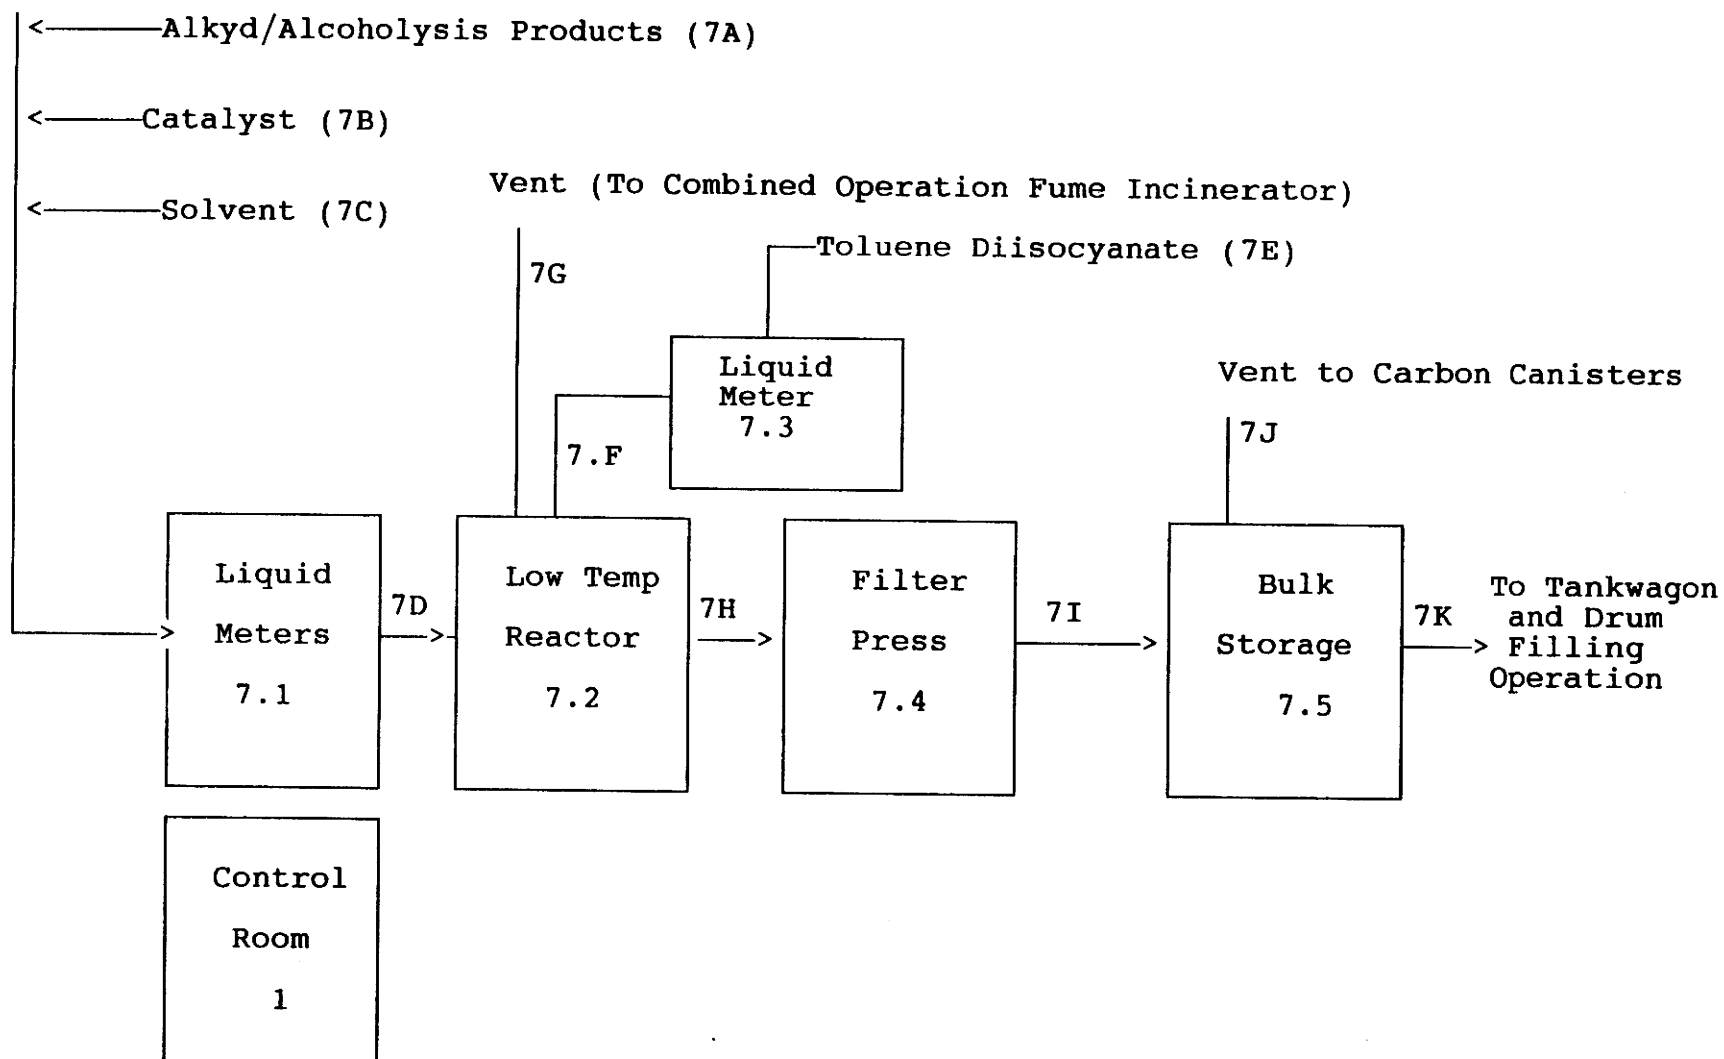 Alkyd/Alcoholysis Products (7A)
Catalyst (7B)
Solvent (7C)
Vent (To Combined Operation Fume Incinerator)
Toluene Diisocyanate (7E)
7G
Liquid
Meter
7.3
7.F
Vent to Carbon Canisters
7J
Liquid
Meters
7.1
7D
Low Temp
Reactor
7.2
7H
Filter
Press
7.4
7I
Bulk
Storage
7.5
7K
To Tankwagon
and Drum
Filling
Operation
Control
Room
1